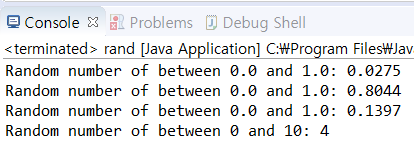 Console Problems Debug Shell
<terminated> rand [Java Application] C:₩Program Files₩Jav
Random number of between 0.0 and 1.0: 0.0275
Random number of between 0.0 and 1.0: 0.8044
Random number of between 0.0 and 1.0: 0.1397
Random number of between 0 and 10: 4